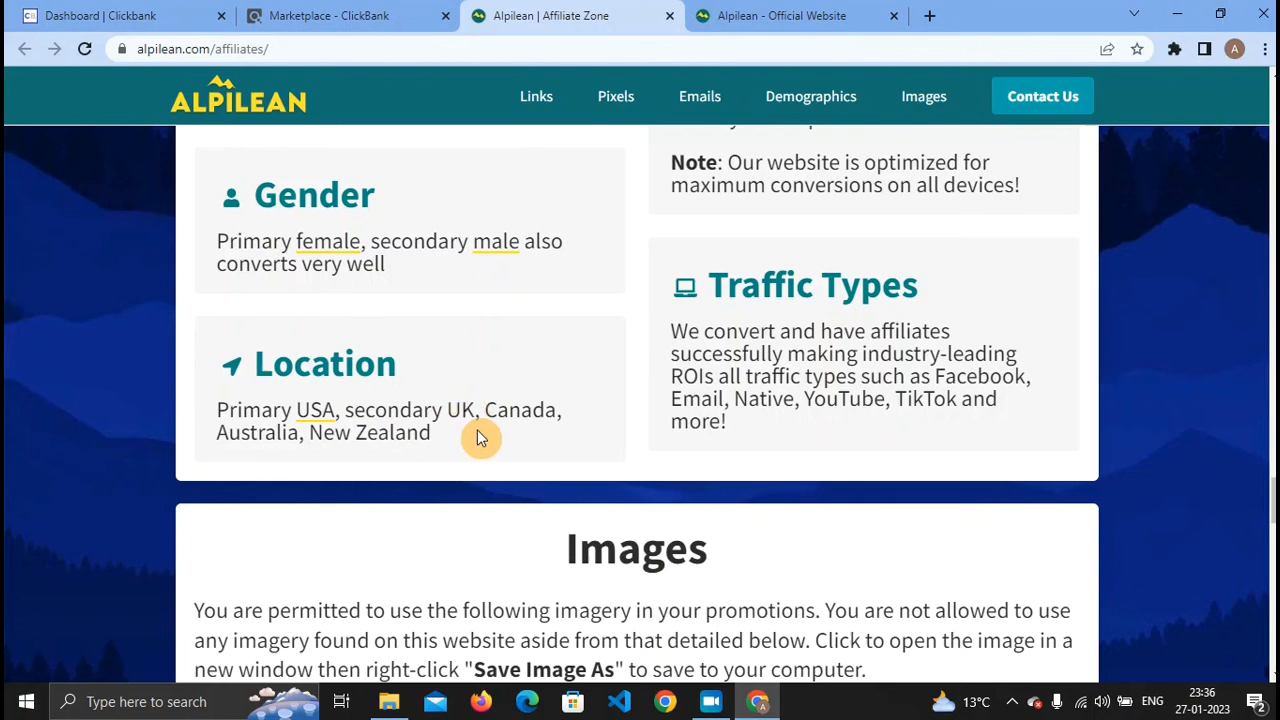 Dashboard | Clickbank
Marketplace - ClickBank
Alpilean | Affiliate Zone
Alpilean - Official Website
alpilean.com/affiliates/
A
ALPILEAN
Links
Pixels
Emails
Demographics
Images
Contact Us
Gender
Primary female, secondary male also
converts very well
Location
Primary USA, secondary UK, Canada,
Australia, New Zealand
Note: Our website is optimized for
maximum conversions on all devices!
Traffic Types
We convert and have affiliates
successfully making industry-leading
ROIs all traffic types such as Facebook,
Email, Native, YouTube, TikTok and
more!
Images
You are permitted to use the following imagery in your promotions. You are not allowed to use
any imagery found on this website aside from that detailed below. Click to open the image in a
new window then right-click "Save Image As" to save to your computer.
Type here to search
13°C
ENG
23:36
27-01-2023
2